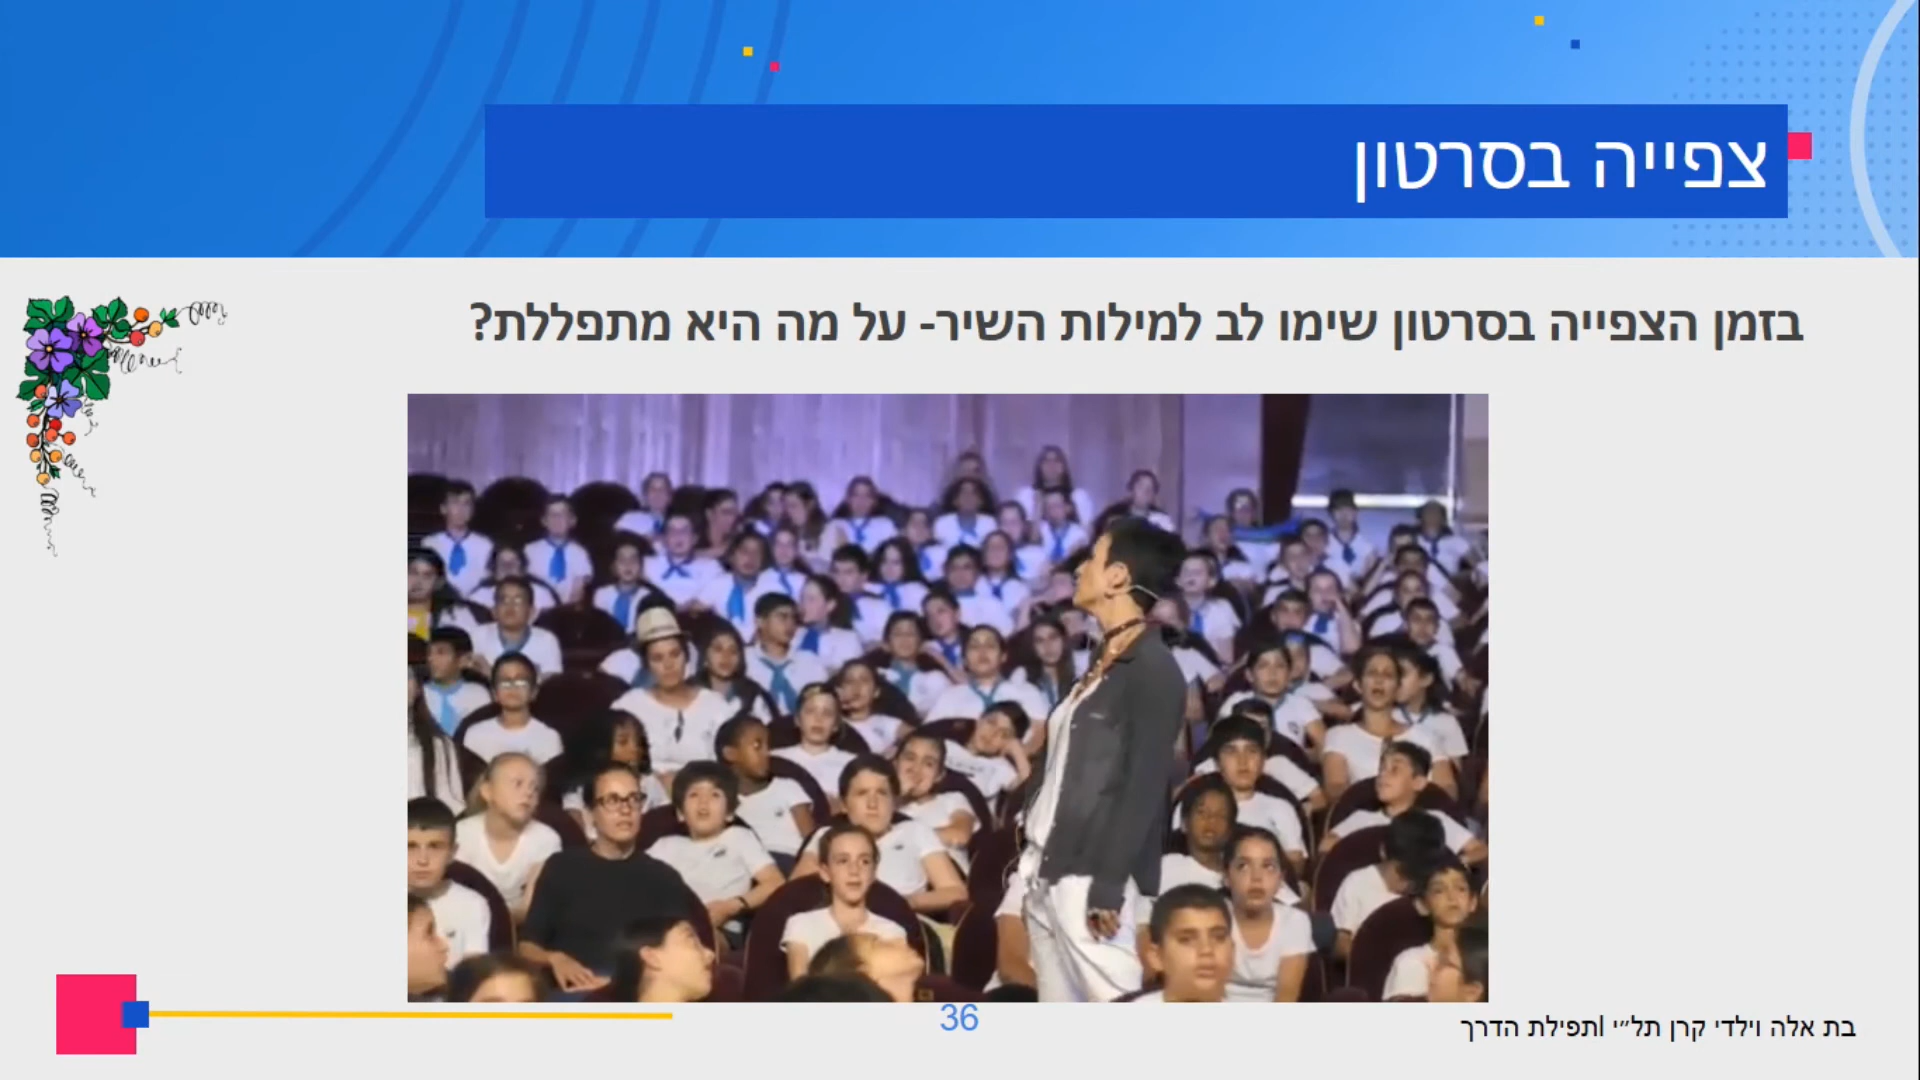 צפייה בסרטון
בזמן הצפייה בסרטון שימו לב למילות השיר- על מה היא מתפללת?
36
בת אלה וילדי קרן תל״י |תפילת הדרך